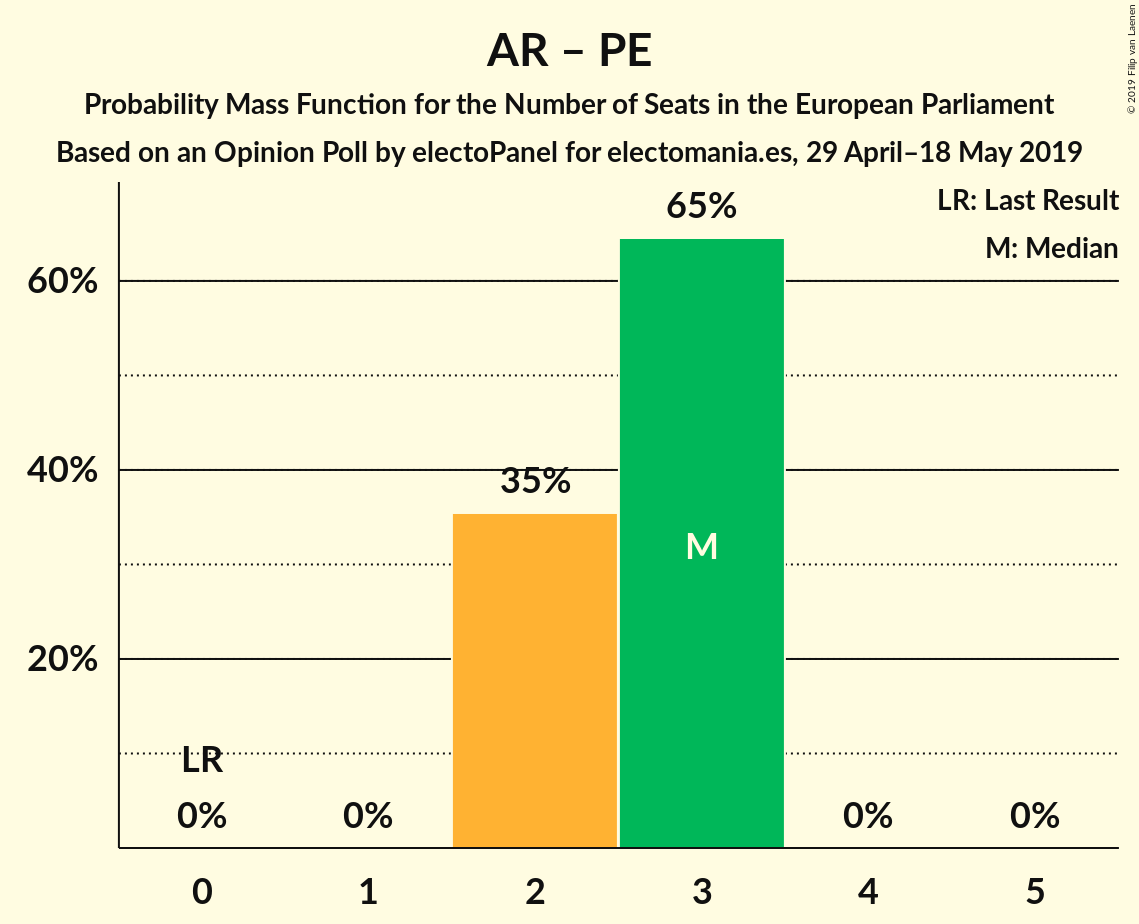 AR – PE
Probability Mass Function for the Number of Seats in the European Parliament
Based on an Opinion Poll by electoPanel for electomania.es, 29 April–18 May 2019
© 2019 Filip van Laenen
LR: Last Result
M: Median
65%
60%
40%
35%
M
20%
LR
0% 0% 0% 0%
0 1 2 3 4 5